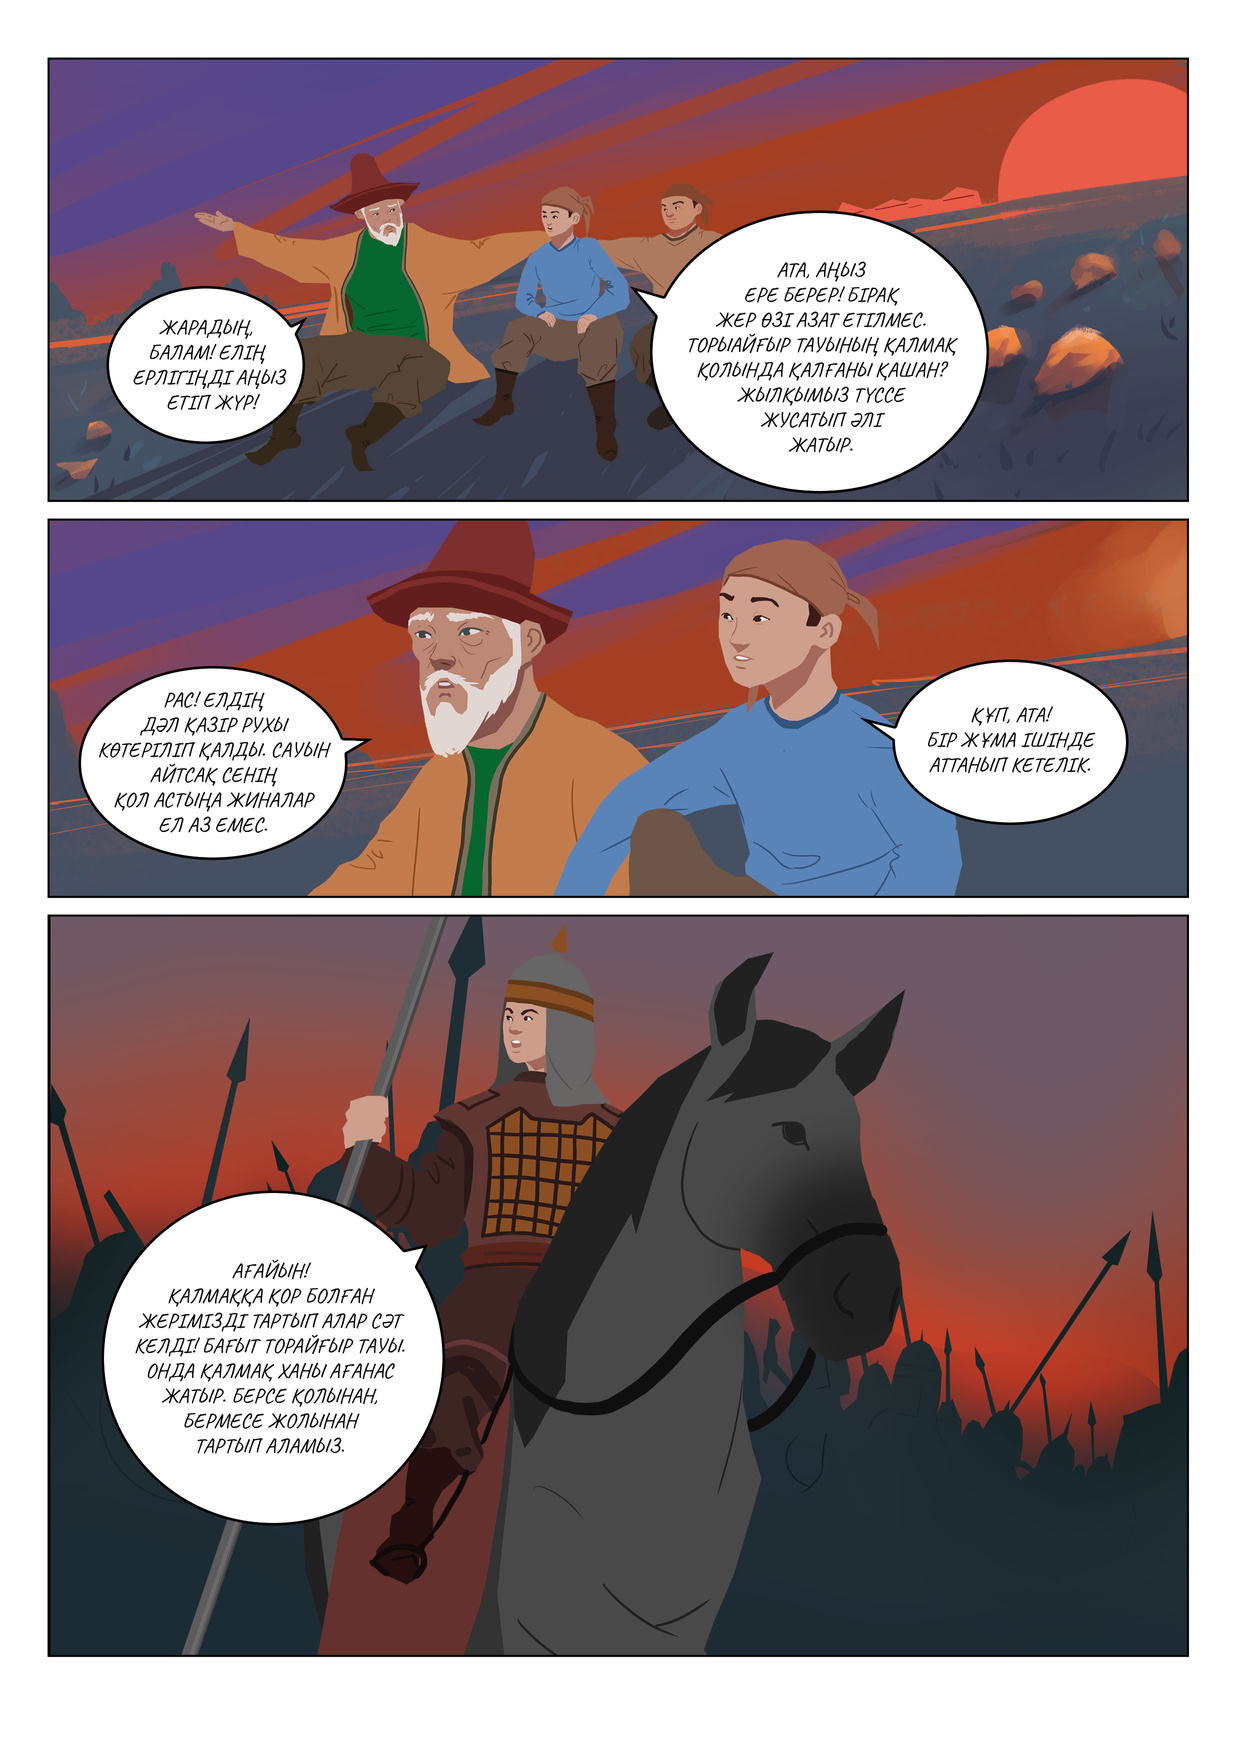 ЖАРАДЫҢ,
БАЛАМ! ЕЛІҢ
ЕРЛІГІҢДІ АҢЫЗ
ЕТІП ЖҮР!
АТА, АҢЫЗ
ЕРЕ БЕРЕР! БІРАҚ
ЖЕР ӨЗІ АЗАТ ЕТІЛМЕС.
ТОРЫАЙҒЫР ТАУЫНЫҢ ҚАЛМАҚ
ҚОЛЫНДА ҚАЛҒАНЫ ҚАШАН?
ЖЫЛҚЫМЫЗ ТҮССЕ
ЖУСАТЫП ӘЛІ
ЖАТЫР.
РАС! ЕЛДІҢ
ДӘЛ ҚАЗІР РУХЫ
КӨТЕРІЛІП ҚАЛДЫ. САУЫН
АЙТСАҚ СЕНІҢ
ҚОЛ АСТЫҢА ЖИНАЛАР
ЕЛ АЗ ЕМЕС.
ҚҰП, АТА!
БІР ЖҰМА ІШІНДЕ
АТТАНЫП КЕТЕЛІК.
АҒАЙЫН!
ҚАЛМАҚҚА ҚОР БОЛҒАН
ЖЕРІМІЗДІ ТАРТЫП АЛАР СӘТ
КЕЛДІ! БАҒЫТ ТОРАЙҒЫР ТАУЫ.
ОНДА ҚАЛМАҚ ХАНЫ АҒАНАС
ЖАТЫР. БЕРСЕ ҚОЛЫНАН,
БЕРМЕСЕ ЖОЛЫНАН
ТАРТЫП АЛАМЫЗ.